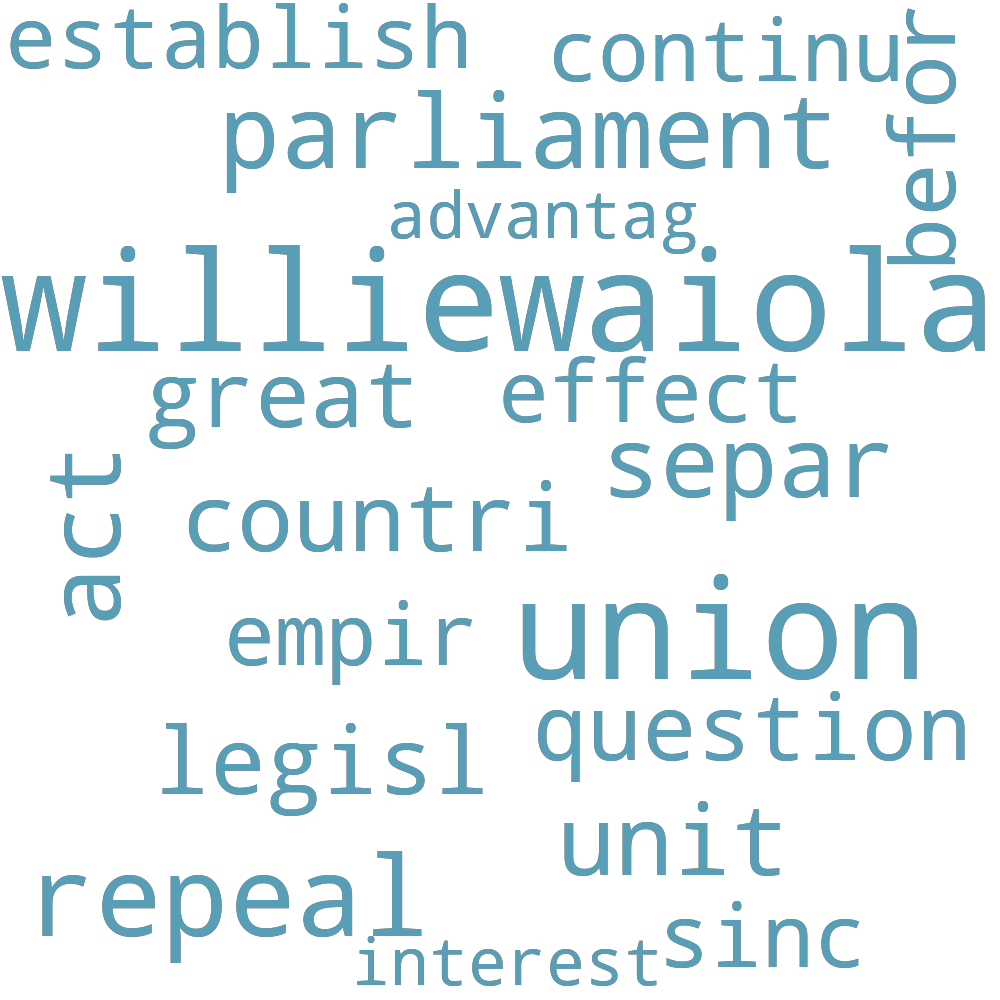 establish
continu
befor
parliament
advantag
williewaiola
great
effect
separ
act
countri
empir
union
question
legisl
unit
repeal
sinc
interest